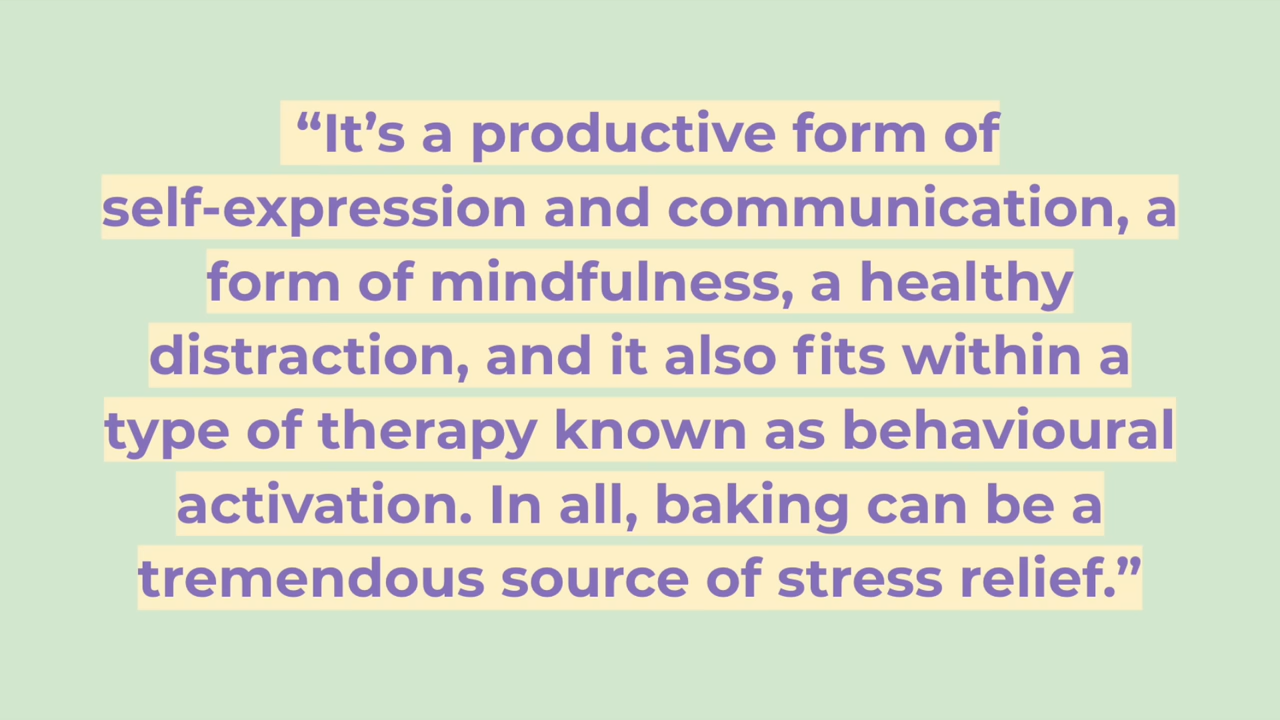 “It’s a productive form of
self-expression and communication, a
form of mindfulness, a healthy
distraction, and it also fits within a
type of therapy known as behavioural
activation. In all, baking can be a
tremendous source of stress relief.”